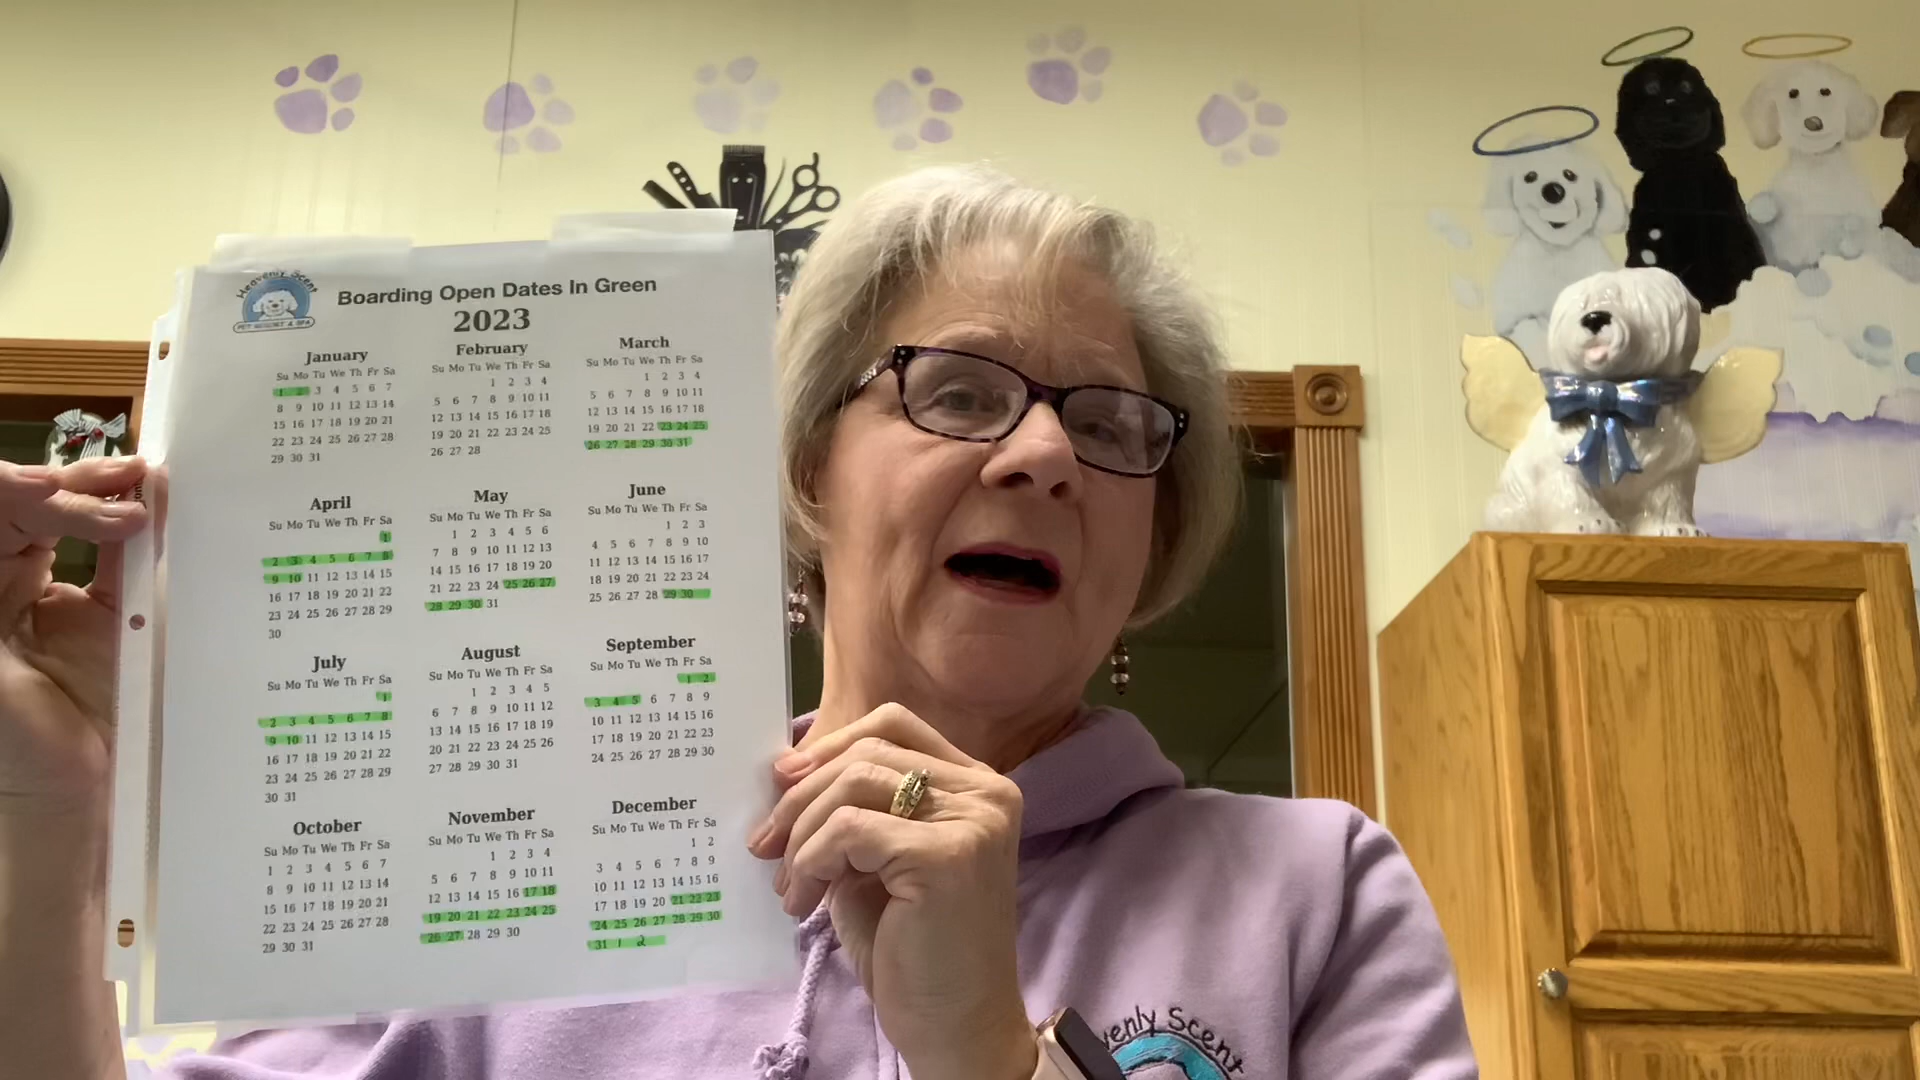 Heavenly Scent
PET RESORT & SPA
Boarding Open Dates In Green
2023
January
Su Mo Tu We Th Fr Sa
1 2 3 4 5 6 7
8 9 10 11 12 13 14
15 16 17 18 19 20 21
22 23 24 25 26 27 28
29 30 31
February
Su Mo Tu We Th Fr Sa
1 2 3 4
5 6 7 8 9 10 11
12 13 14 15 16 17 18
19 20 21 22 23 24 25
26 27 28
March
Su Mo Tu We Th Fr Sa
1 2 3 4
5 6 7 8 9 10 11
12 13 14 15 16 17 18
19 20 21 22 23 24 25
26 27 28 29 30 31
April
Su Mo Tu We Th Fr Sa
1
2 3 4 5 6 7 8
9 10 11 12 13 14 15
16 17 18 19 20 21 22
23 24 25 26 27 28 29
30
May
Su Mo Tu We Th Fr Sa
1 2 3 4 5 6
7 8 9 10 11 12 13
14 15 16 17 18 19 20
21 22 23 24 25 26 27
28 29 30 31
June
Su Mo Tu We Th Fr Sa
1 2 3
4 5 6 7 8 9 10
11 12 13 14 15 16 17
18 19 20 21 22 23 24
25 26 27 28 29 30
July
Su Mo Tu We Th Fr Sa
1
2 3 4 5 6 7 8
9 10 11 12 13 14 15
16 17 18 19 20 21 22
23 24 25 26 27 28 29
30 31
August
Su Mo Tu We Th Fr Sa
1 2 3 4 5
6 7 8 9 10 11 12
13 14 15 16 17 18 19
20 21 22 23 24 25 26
27 28 29 30 31
September
Su Mo Tu We Th Fr Sa
1 2
3 4 5 6 7 8 9
10 11 12 13 14 15 16
17 18 19 20 21 22 23
24 25 26 27 28 29 30
October
Su Mo Tu We Th Fr Sa
1 2 3 4 5 6 7
8 9 10 11 12 13 14
15 16 17 18 19 20 21
22 23 24 25 26 27 28
29 30 31
November
Su Mo Tu We Th Fr Sa
1 2 3 4
5 6 7 8 9 10 11
12 13 14 15 16 17 18
19 20 21 22 23 24 25
26 27 28 29 30
December
Su Mo Tu We Th Fr Sa
1 2
3 4 5 6 7 8 9
10 11 12 13 14 15 16
17 18 19 20 21 22 23
24 25 26 27 28 29 30
31 1 2
venly Scent